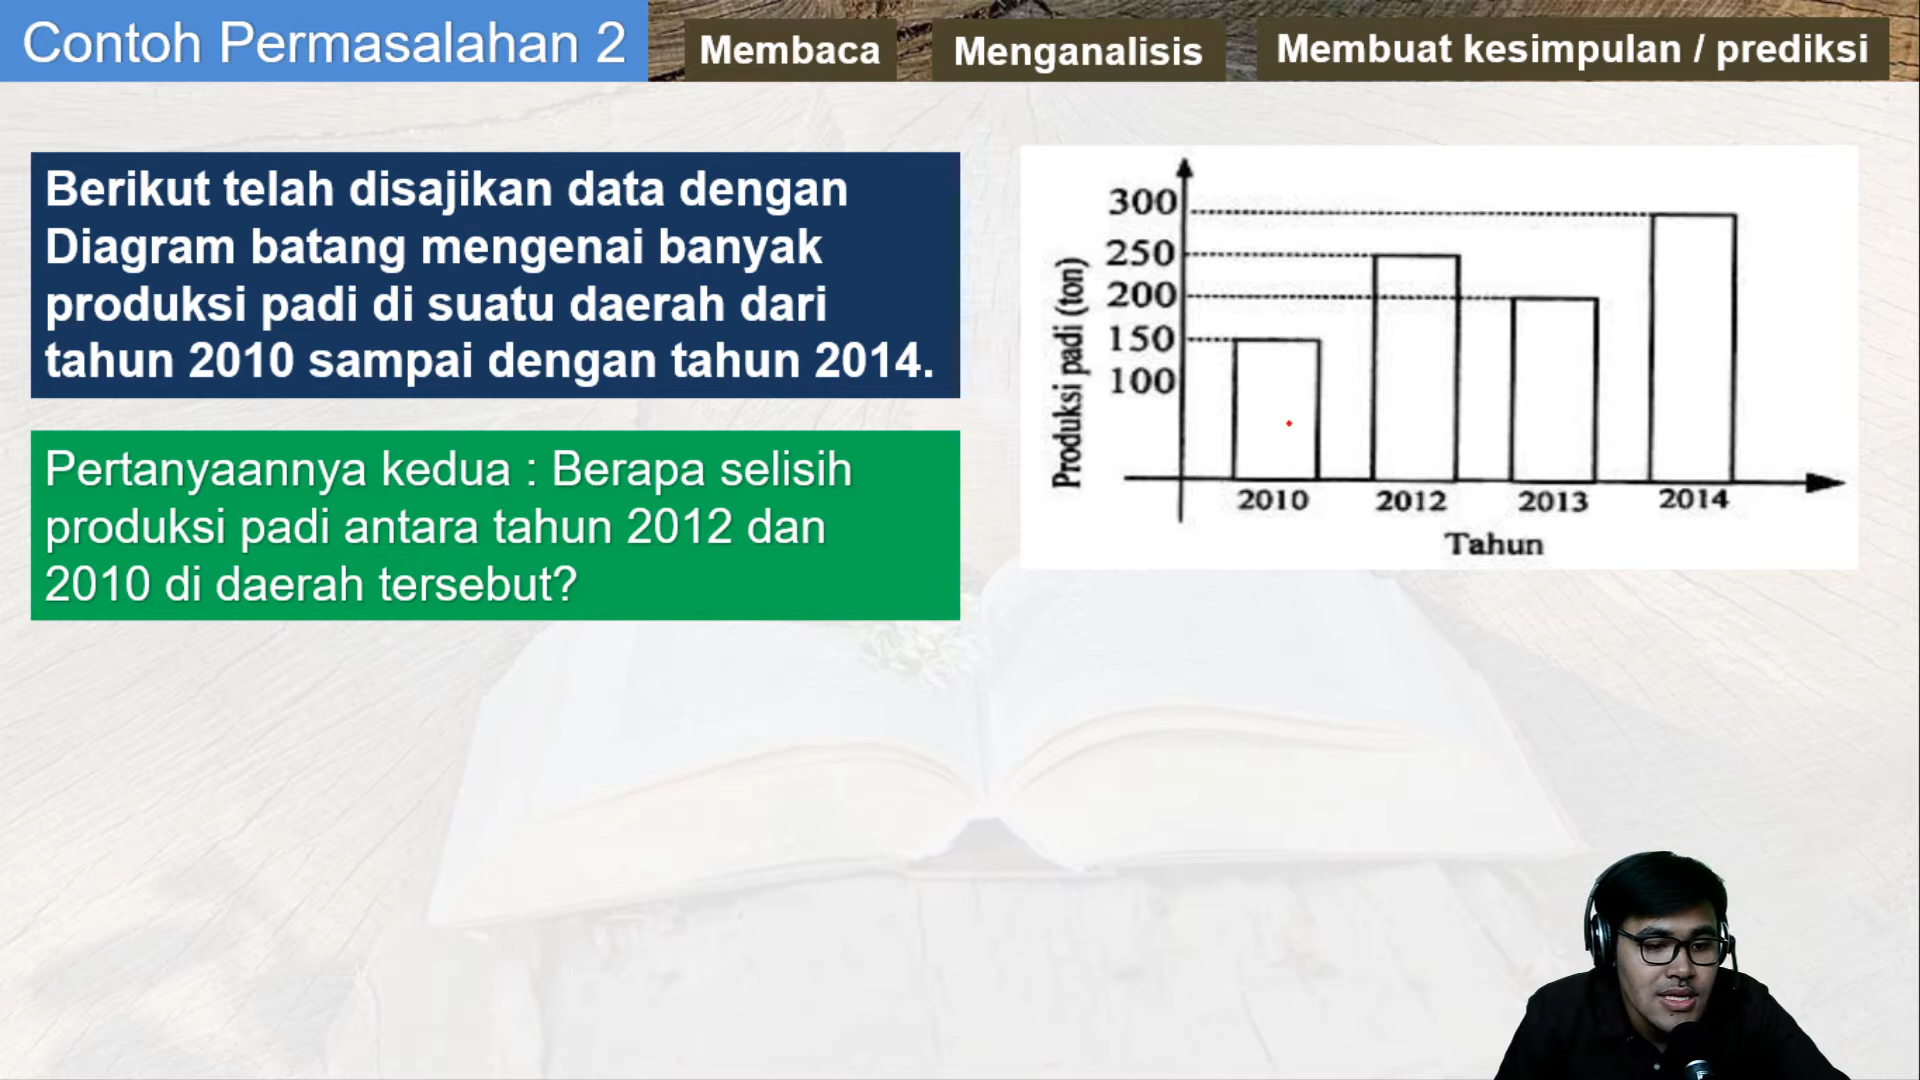 Contoh Permasalahan 2
Membaca
Menganalisis
Membuat kesimpulan / prediksi
Berikut telah disajikan data dengan
Diagram batang mengenai banyak
produksi padi di suatu daerah dari
tahun 2010 sampai dengan tahun 2014.
Pertanyaannya kedua : Berapa selisih
produksi padi antara tahun 2012 dan
2010 di daerah tersebut?
Produksi padi (ton)
300
250
200
150
100
2010 2012 2013 2014
Tahun